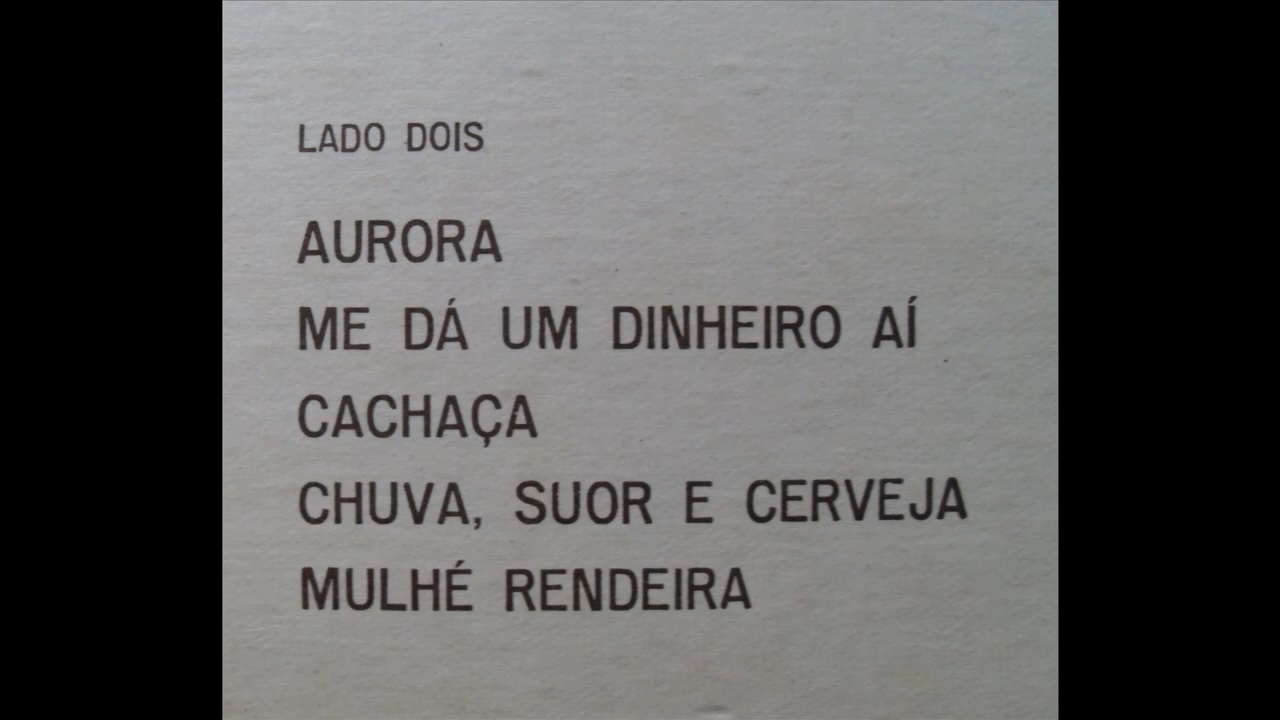 LADO DOIS
AURORA
ME DÁ UM DINHEIRO AÍ
CACHAÇA
CHUVA, SUOR E CERVEJA
MULHÉ RENDEIRA